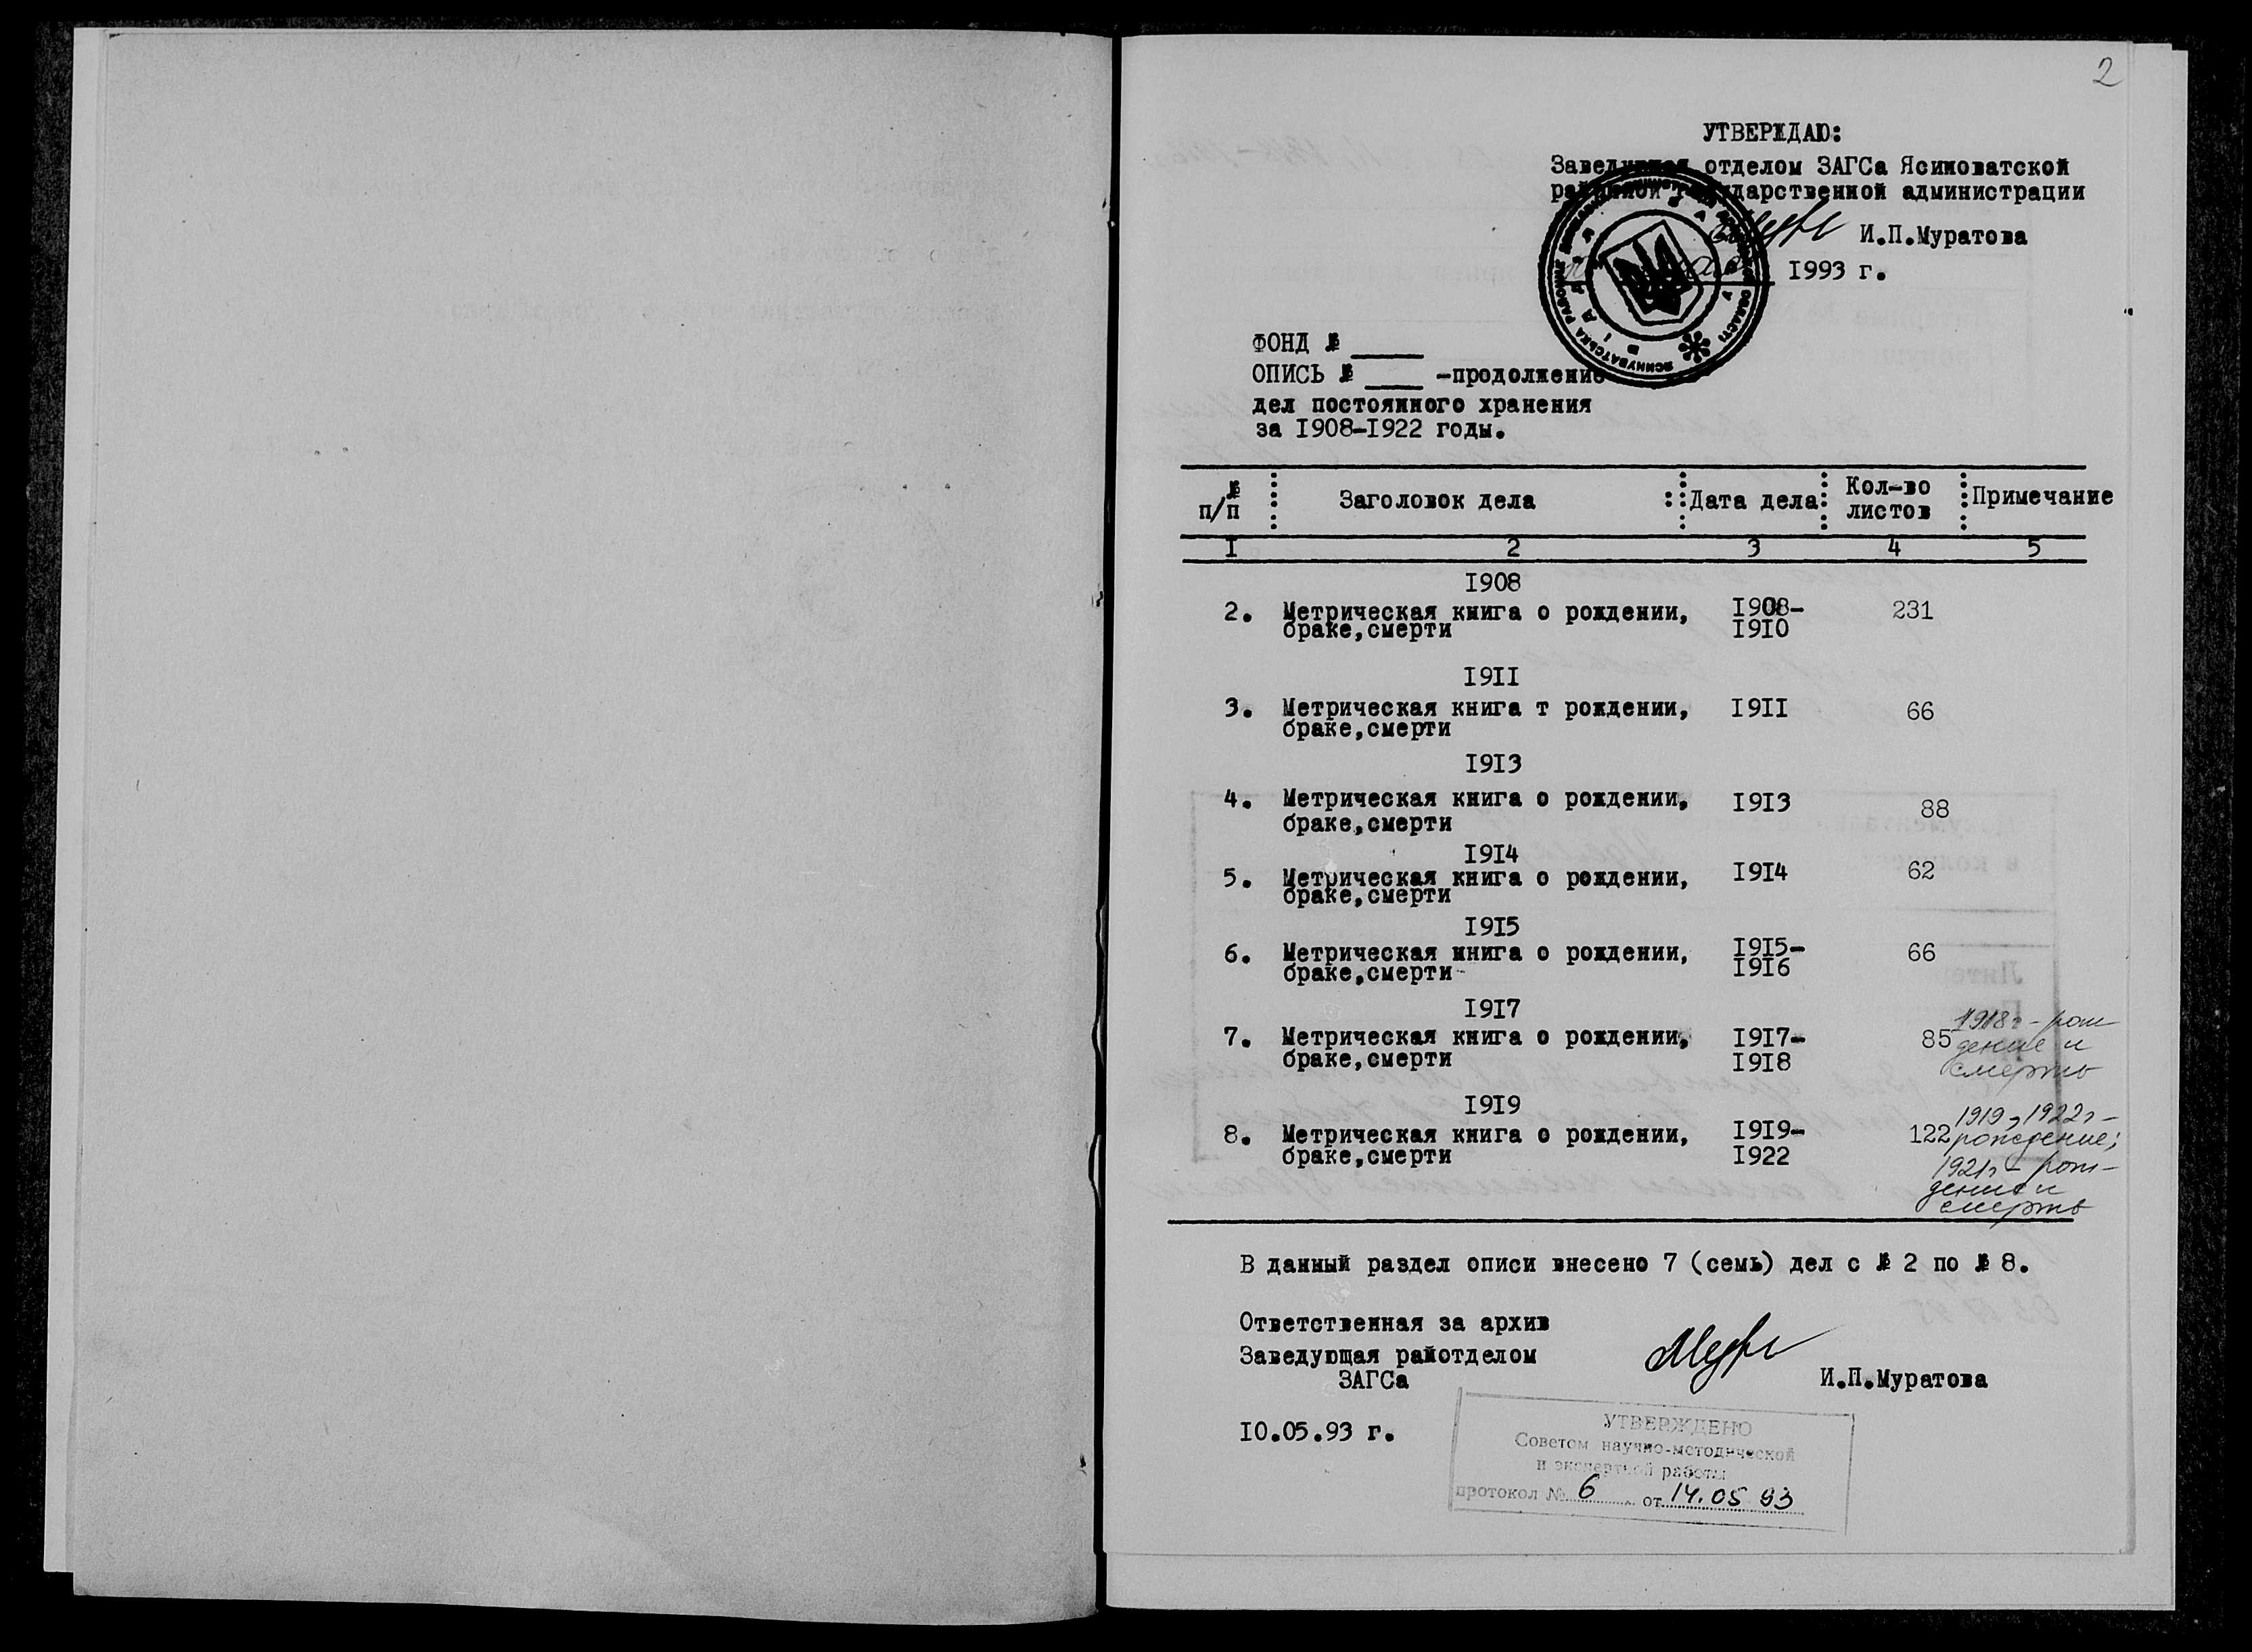 2
УТВЕРЖДАЮ:
Заведующая отделом ЗАГСа Ясиноватской
районной государственной администрации
И.П.Муратова
1993 г.
ФОНД № ____
ОПИСЬ № ____ -продолжение
дел постоянного хранения
за 1908-1922 годы.
№ п/п : Заголовок дела : Дата дела : Кол-во листов : Примечание
1 2 3 4 5
1908
2. Метрическая книга о рождении, 1908- 231
браке,смерти 1910
1911
3. Метрическая книга т рождении, 1911 66
браке,смерти
1913
4. Метрическая книга о рождении, 1913 88
браке,смерти
1914
5. Метрическая книга о рождении, 1914 62
браке,смерти
1915
6. Метрическая книга о рождении, 1915- 66
браке,смерти 1916
1917
7. Метрическая книга о рождении, 1917- 85 1918г - рож
браке,смерти 1918 дение и
смерть
1919
8. Метрическая книга о рождении, 1919- 122 1919, 1922г -
браке,смерти 1922 рождение;
1921г - рож-
дение и
смерть
В данный раздел описи внесено 7 (семь) дел с № 2 по № 8.
Ответственная за архив
Заведующая райотделом
ЗАГСа
И.П.Муратова
10.05.93 г.
УТВЕРЖДЕНО
Советом научно-методической
и экспертной работы
протокол № 6 от 14.05 93